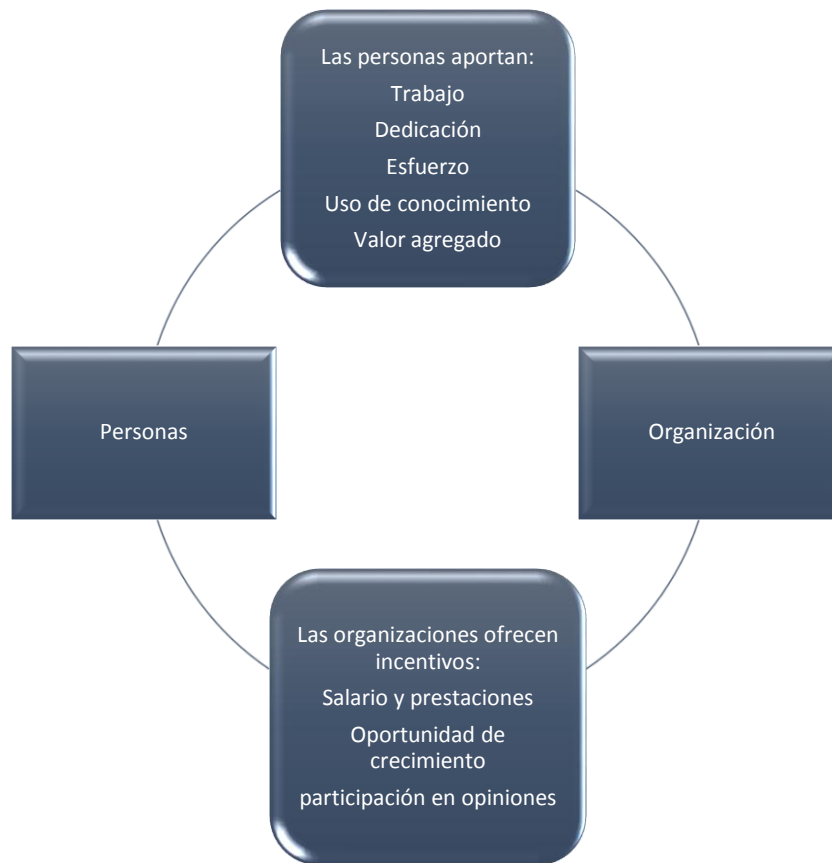 Las personas aportan:
Trabajo
Dedicación
Esfuerzo
Uso de conocimiento
Valor agregado
Personas
Organización
Las organizaciones ofrecen
incentivos:
Salario y prestaciones
Oportunidad de
crecimiento
participación en opiniones